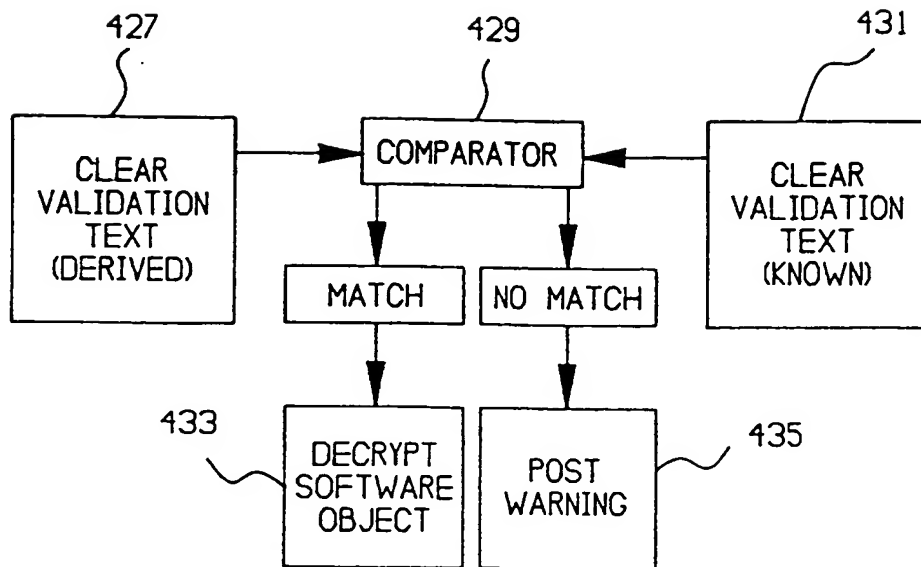 427
429
431
CLEAR
VALIDATION
TEXT
(DERIVED)
COMPARATOR
CLEAR
VALIDATION
TEXT
(KNOWN)
MATCH
NO MATCH
433
DECRYPT
SOFTWARE
OBJECT
POST
WARNING
435